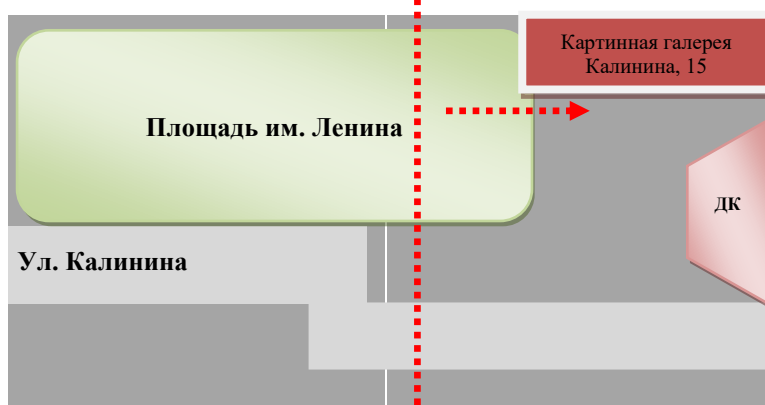 Картинная галерея
Калинина, 15
Площадь им. Ленина
ДК
Ул. Калинина